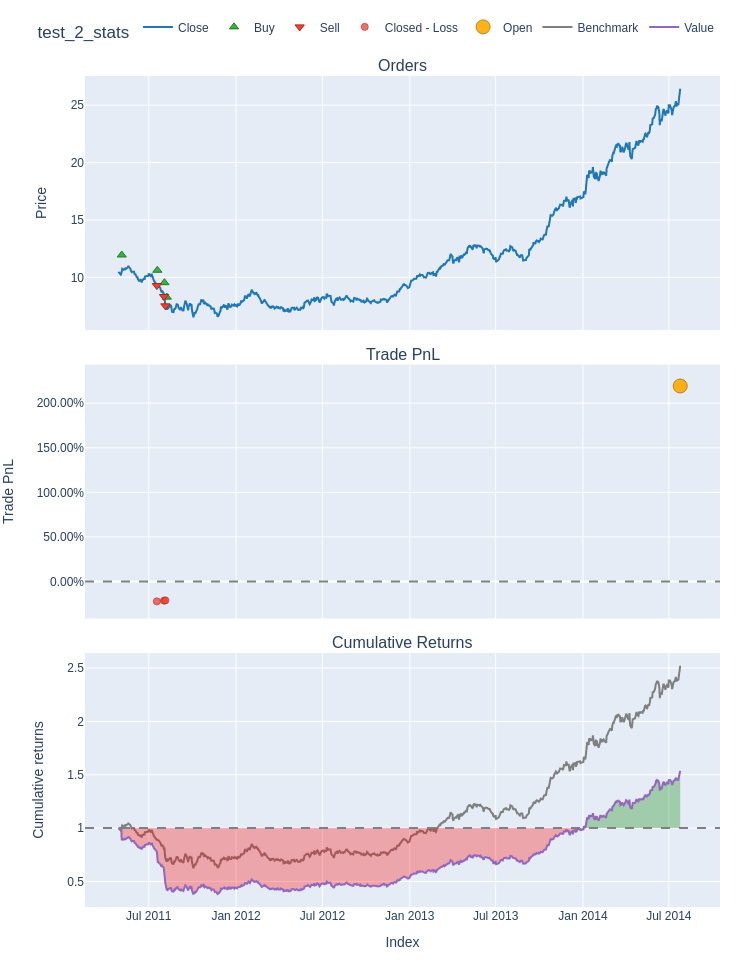 test_2_stats
Close
Buy
Sell
Closed - Loss
Open
Benchmark
Value
Orders
25
20
15
10
Price
Trade PnL
200.00%
150.00%
100.00%
50.00%
0.00%
Trade PnL
Cumulative Returns
2.5
2
1.5
1
0.5
Cumulative returns
Jul 2011
Jan 2012
Jul 2012
Jan 2013
Jul 2013
Jan 2014
Jul 2014
Index